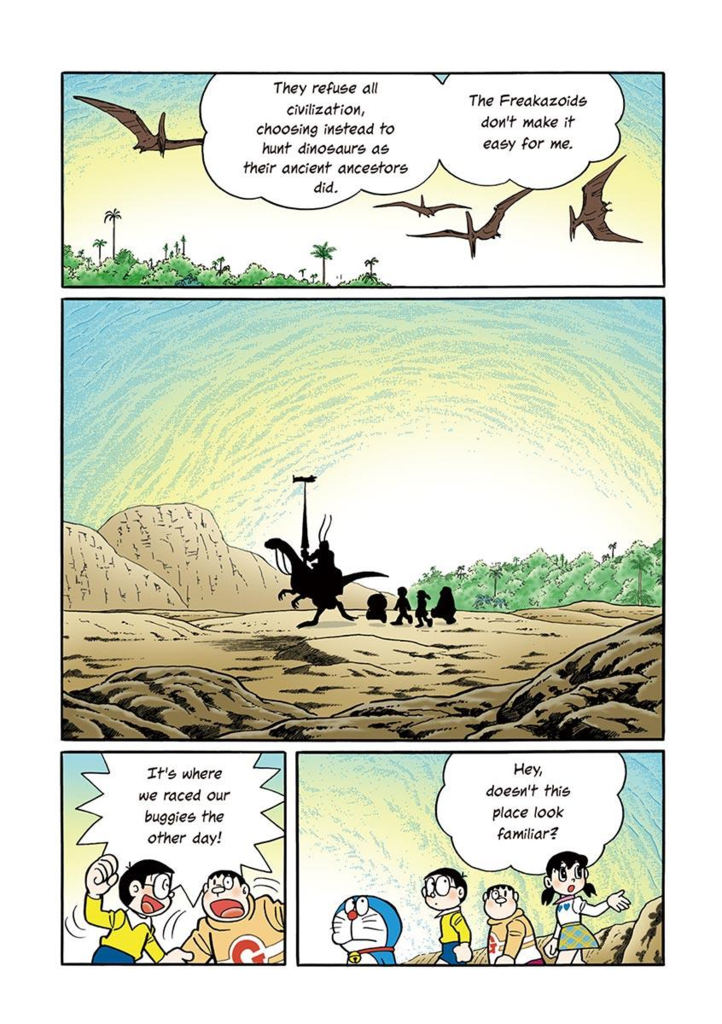 The Freakazoids
don't make it
easy for me.
They refuse all
civilization,
choosing instead to
hunt dinosaurs as
their ancient ancestors
did.
Hey,
doesn't this
place look
familiar?
G
It's where
we raced our
buggies the
other day!
G